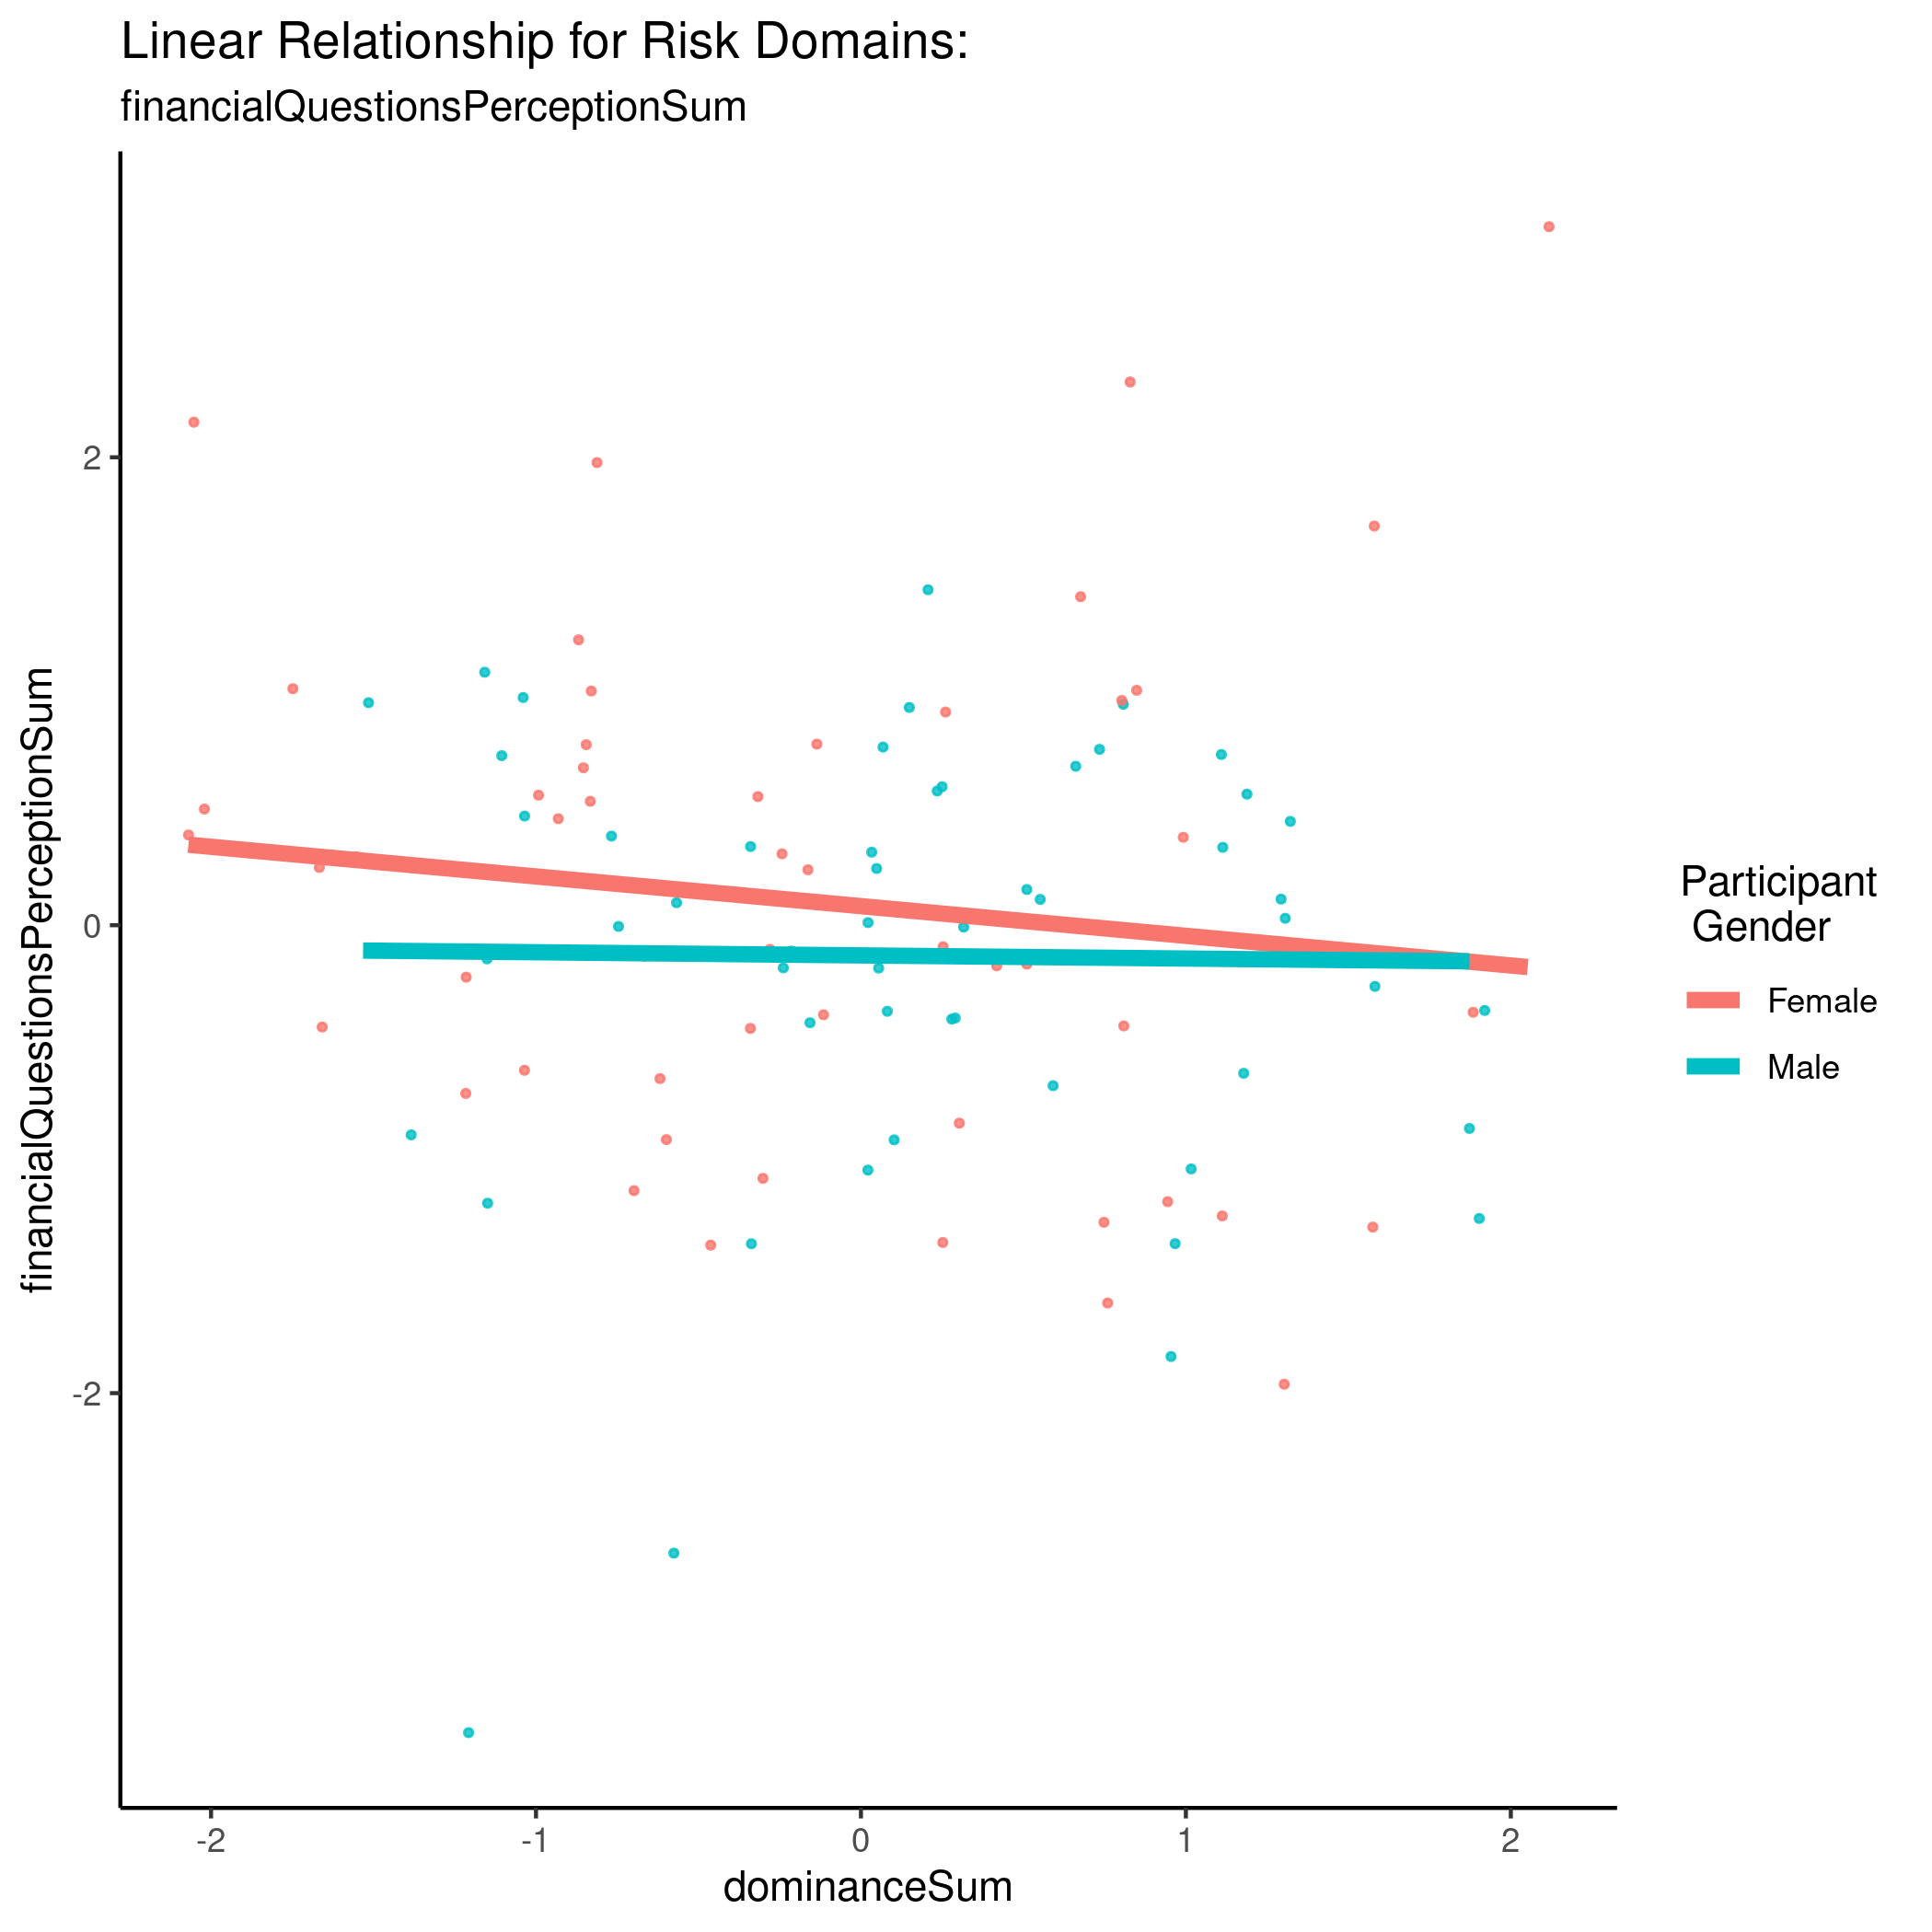 Linear Relationship for Risk Domains:
financialQuestionsPerceptionSum
financialQuestionsPerceptionSum
2
0
-2
-2
-1
0
1
2
dominanceSum
Participant
Gender
Female
Male